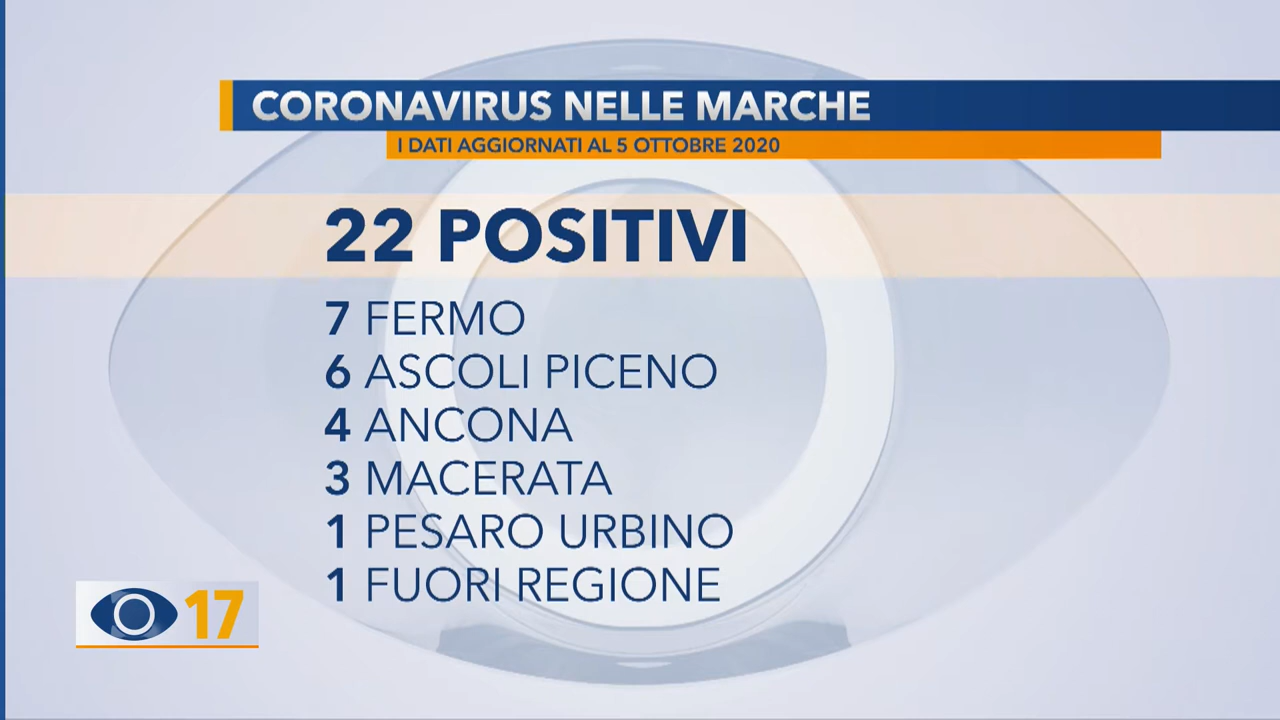 CORONAVIRUS NELLE MARCHE
I DATI AGGIORNATI AL 5 OTTOBRE 2020
22 POSITIVI
7 FERMO
6 ASCOLI PICENO
4 ANCONA
3 MACERATA
1 PESARO URBINO
1 FUORI REGIONE
17